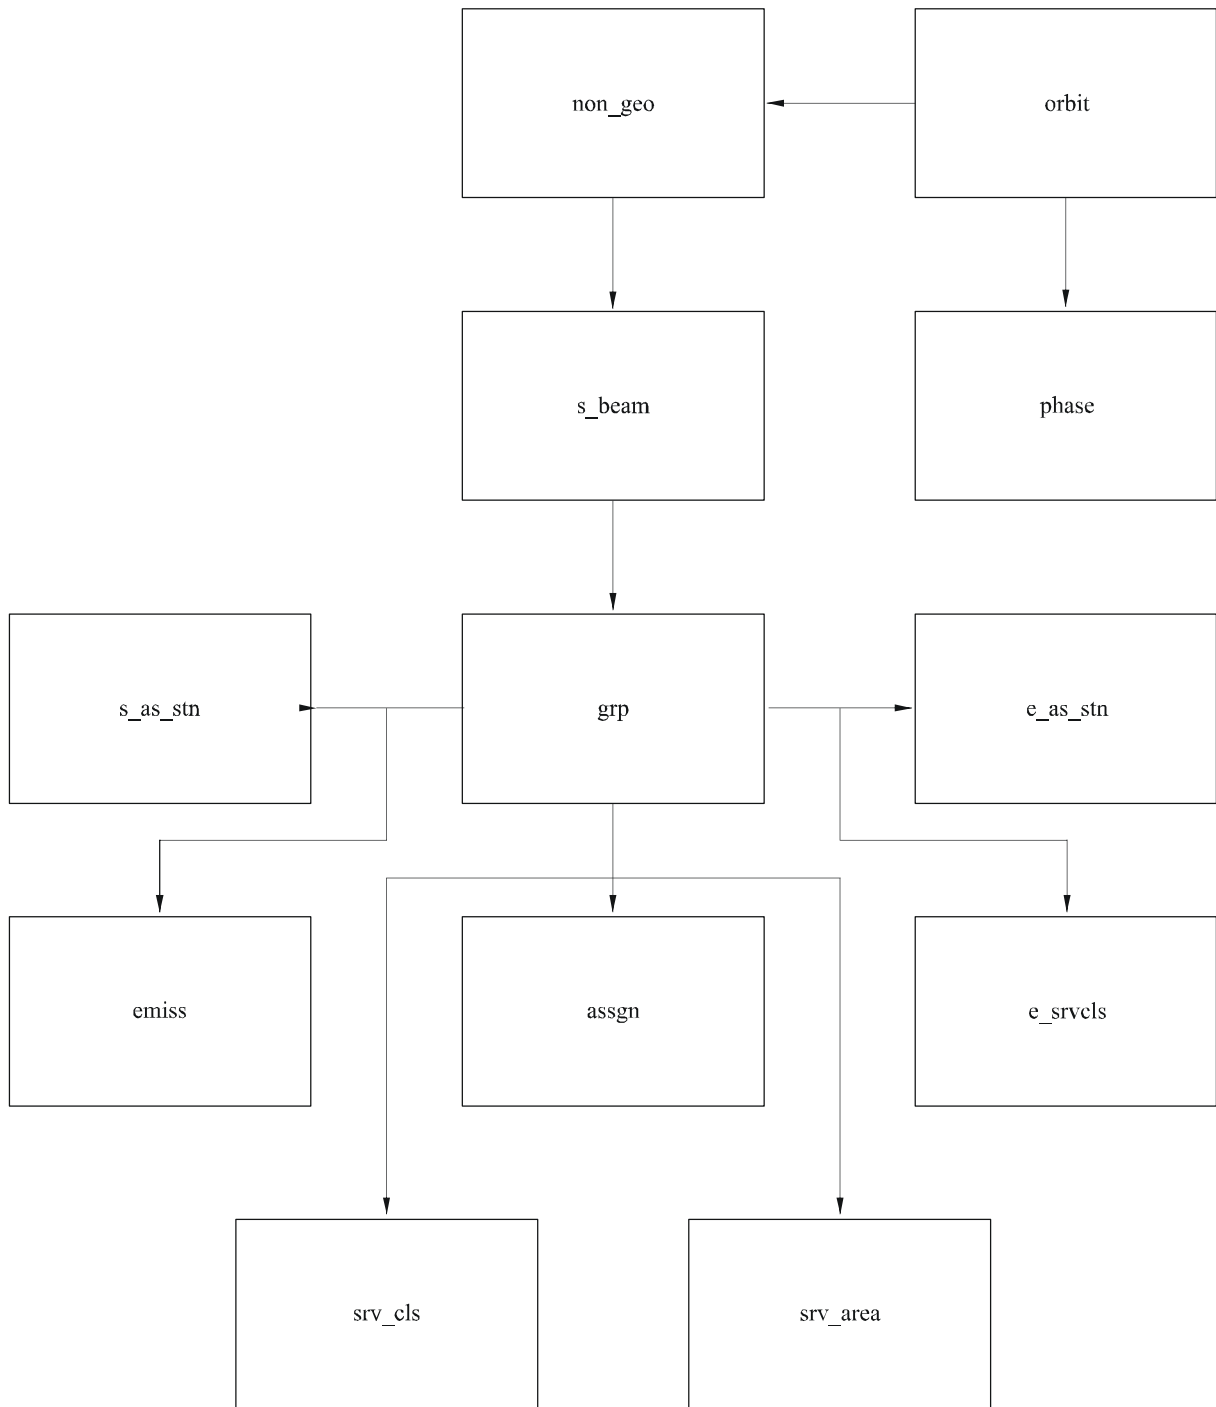 non_geo
orbit
s_beam
phase
s_as_stn
grp
e_as_stn
emiss
assgn
e_srvcls
srv_cls
srv_area